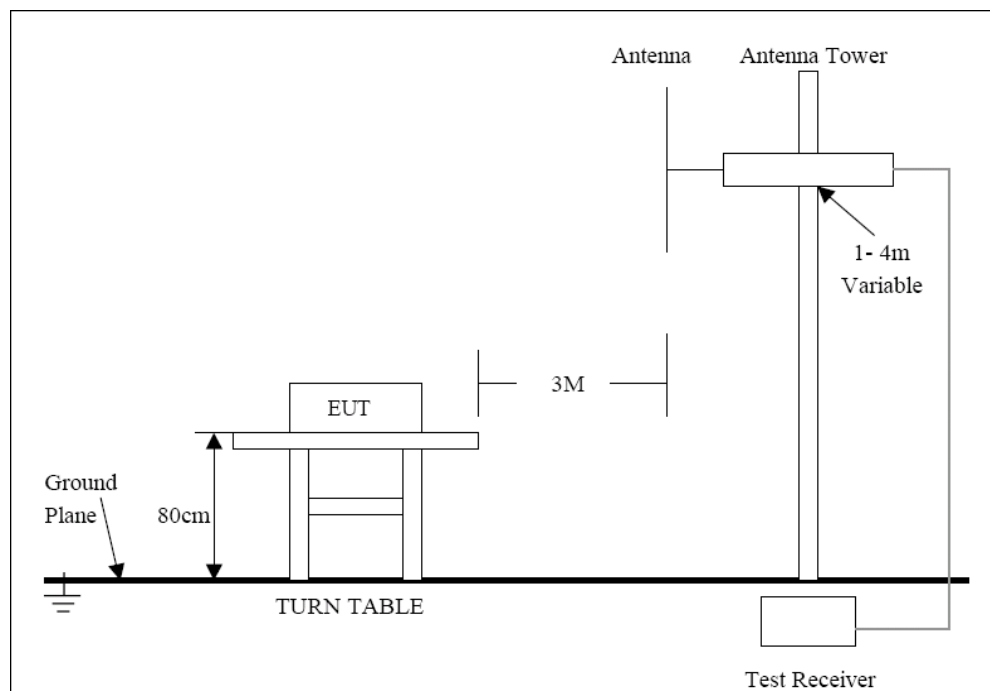 Antenna
Antenna Tower
1- 4m
Variable
3M
EUT
Ground
Plane
80cm
TURN TABLE
Test Receiver